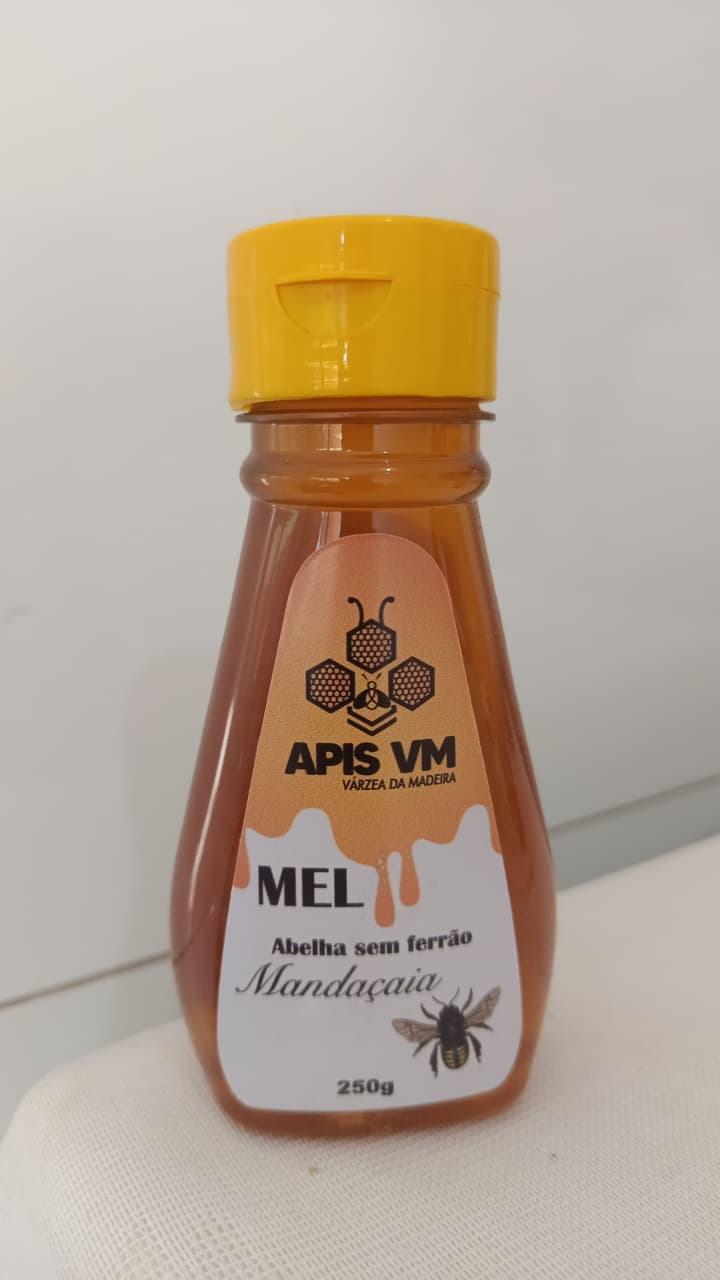 APIS VM
VÁRZEA DA MADEIRA
MEL
Abelha sem ferrão
Mandaçaia
250g